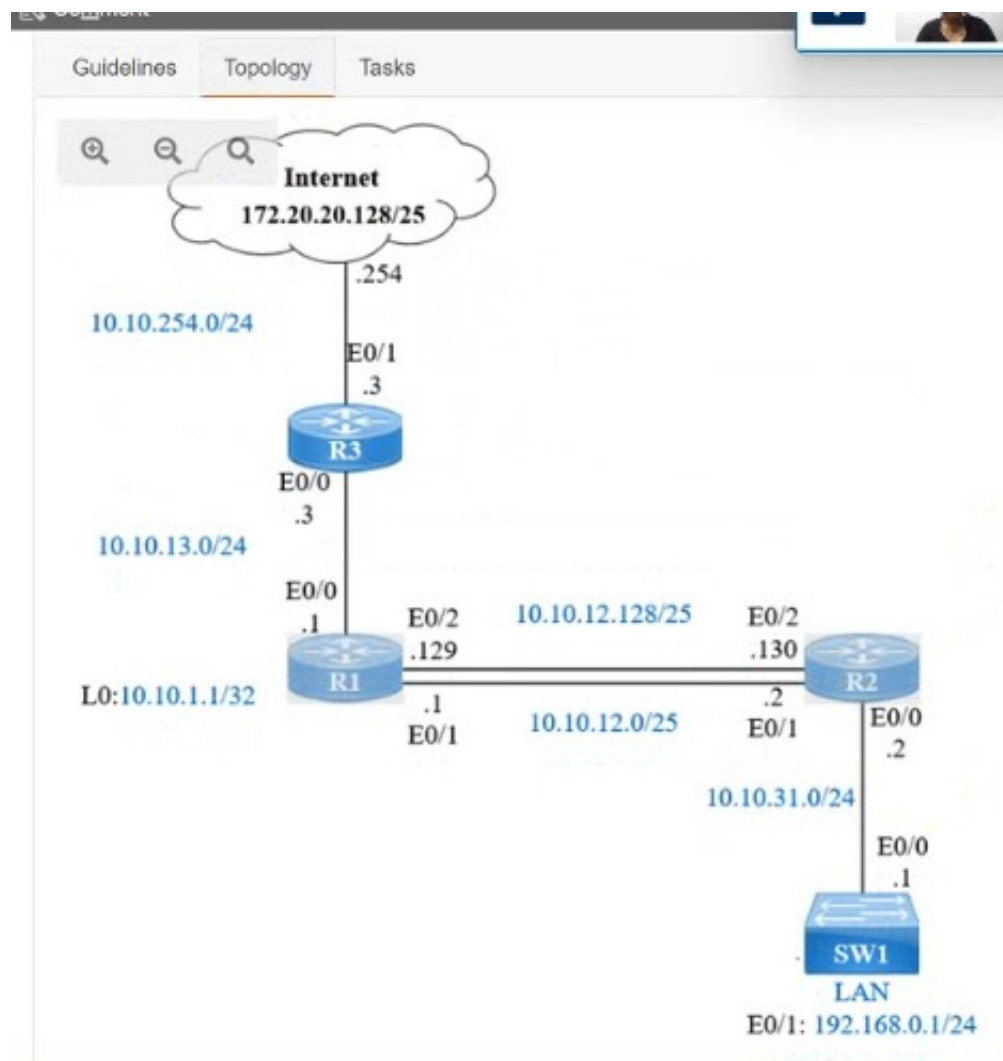 Comment
Guidelines Topology Tasks
Internet
172.20.20.128/25
.254
10.10.254.0/24
E0/1
.3
R3
E0/0
.3
10.10.13.0/24
E0/0
.1
E0/2 10.10.12.128/25 E0/2
.129 .130
R1 R2
L0:10.10.1.1/32
.1 .2
E0/1 10.10.12.0/25 E0/1
E0/0
.2
10.10.31.0/24
E0/0
.1
SW1
LAN
E0/1: 192.168.0.1/24